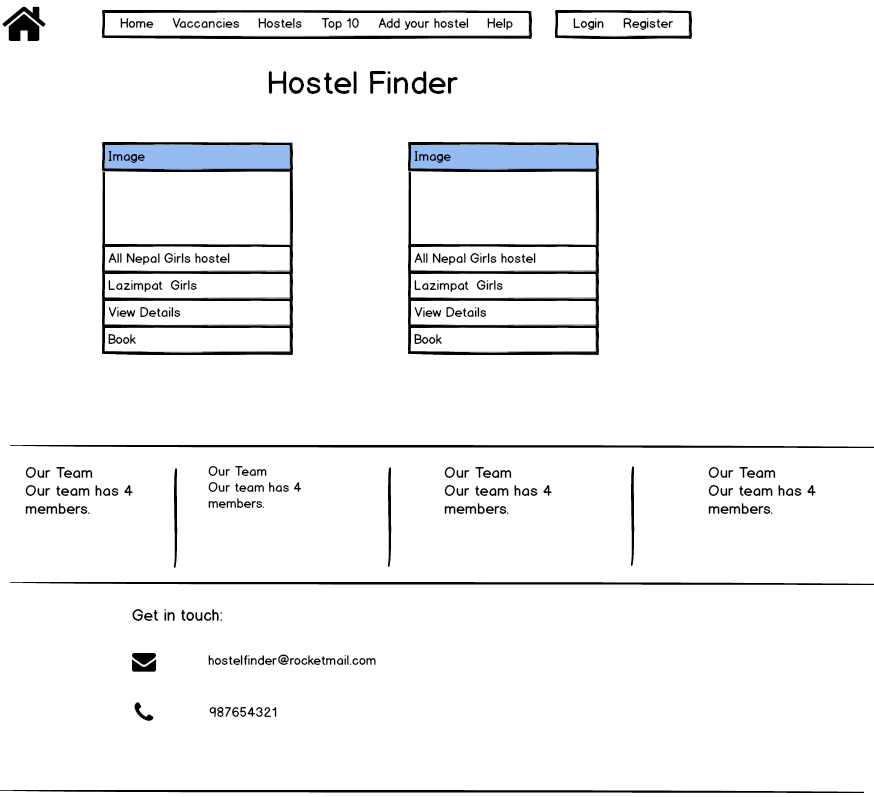 Home Vaccancies Hostels Top 10 Add your hostel Help Login Register
Hostel Finder
Image
All Nepal Girls hostel
Lazimpat Girls
View Details
Book
Image
All Nepal Girls hostel
Lazimpat Girls
View Details
Book
Our Team
Our team has 4
members.
Our Team
Our team has 4
members.
Our Team
Our team has 4
members.
Our Team
Our team has 4
members.
Get in touch:
hostelfinder@rocketmail.com
987654321